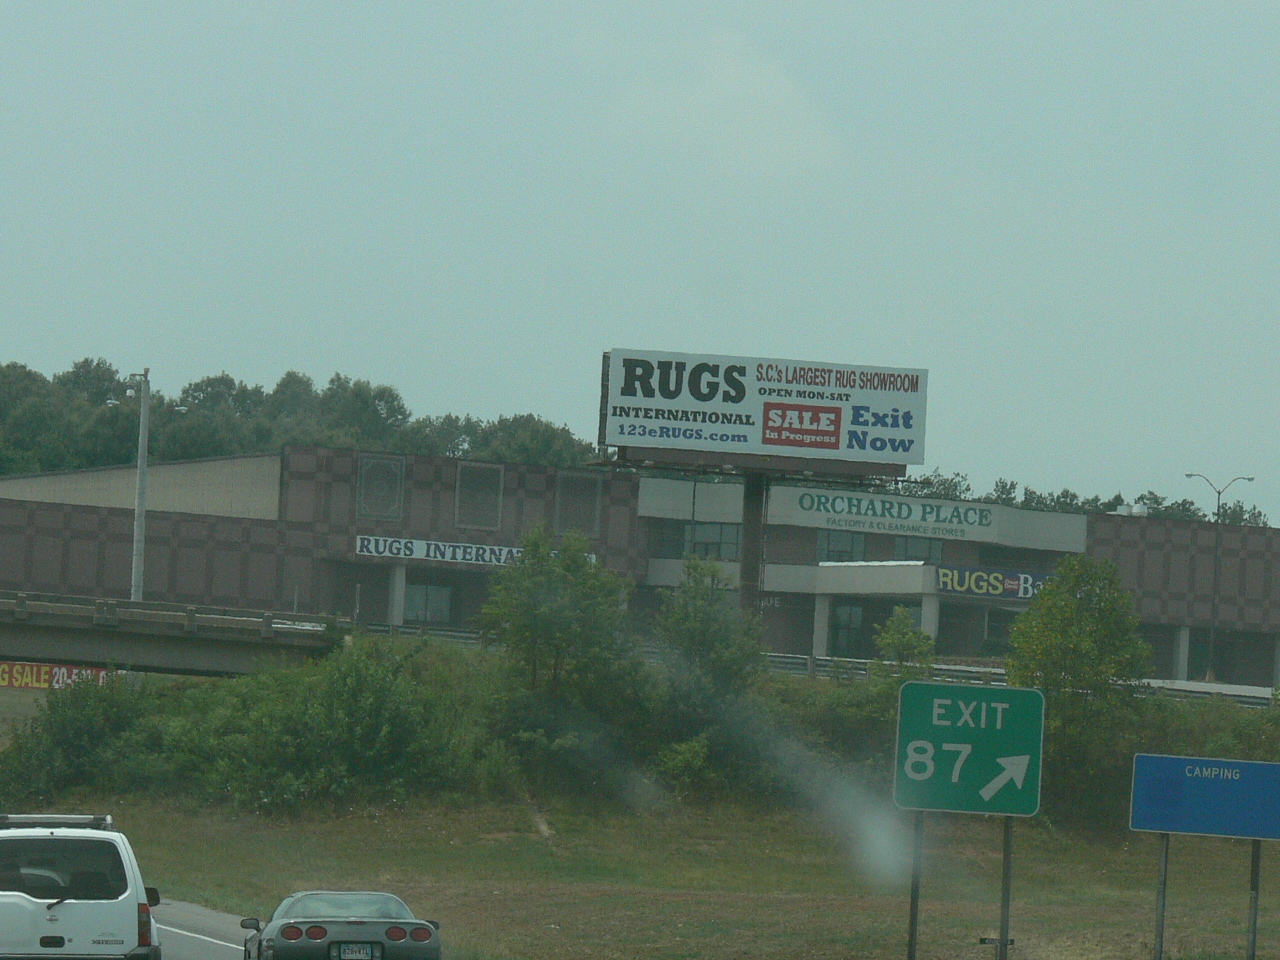 RUGS
INTERNATIONAL
123eRUGS.com
S.C.'s LARGEST RUG SHOWROOM
OPEN MON-SAT
SALE
In Progress
Exit
Now
ORCHARD PLACE
FACTORY & CLEARANCE STORES
RUGS
RUGS
G SALE
EXIT
87
CAMPING